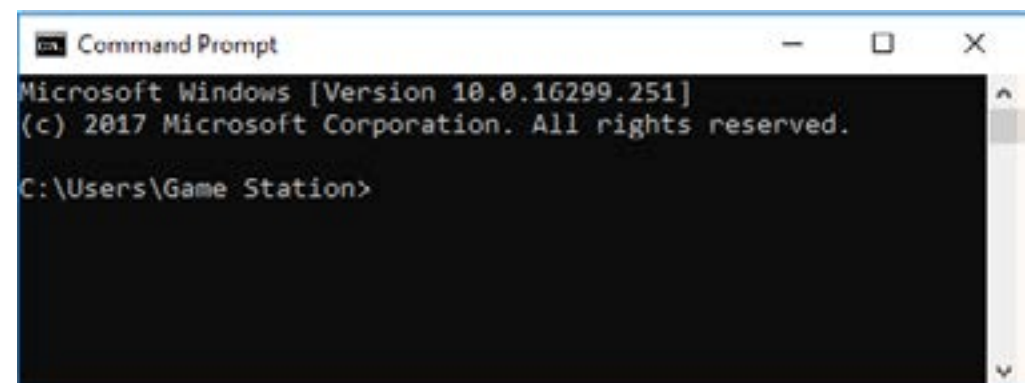 Command Prompt
Microsoft Windows [Version 10.0.16299.251]
(c) 2017 Microsoft Corporation. All rights reserved.
C:\Users\Game Station>